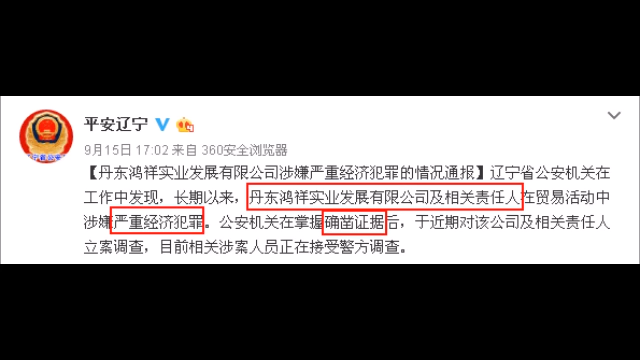 平安辽宁
9月15日 17:02 来自 360安全浏览器
【丹东鸿祥实业发展有限公司涉嫌严重经济犯罪的情况通报】辽宁省公安机关在
工作中发现，长期以来，丹东鸿祥实业发展有限公司及相关责任人在贸易活动中
涉嫌严重经济犯罪。公安机关在掌握确凿证据后，于近期对该公司及相关责任人
立案调查，目前相关涉案人员正在接受警方调查。